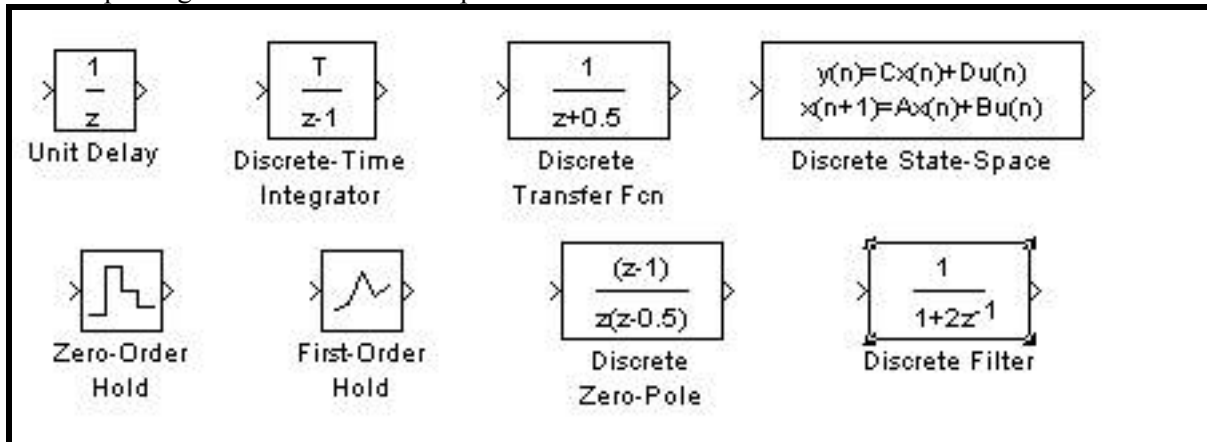 1
z
Unit Delay
T
z-1
Discrete-Time
Integrator
1
z+0.5
Discrete
Transfer Fcn
y(n)=Cx(n)+Du(n)
x(n+1)=Ax(n)+Bu(n)
Discrete State-Space
Zero-Order
Hold
First-Order
Hold
(z-1)
z(z-0.5)
Discrete
Zero-Pole
1
1+2z⁻¹
Discrete Filter